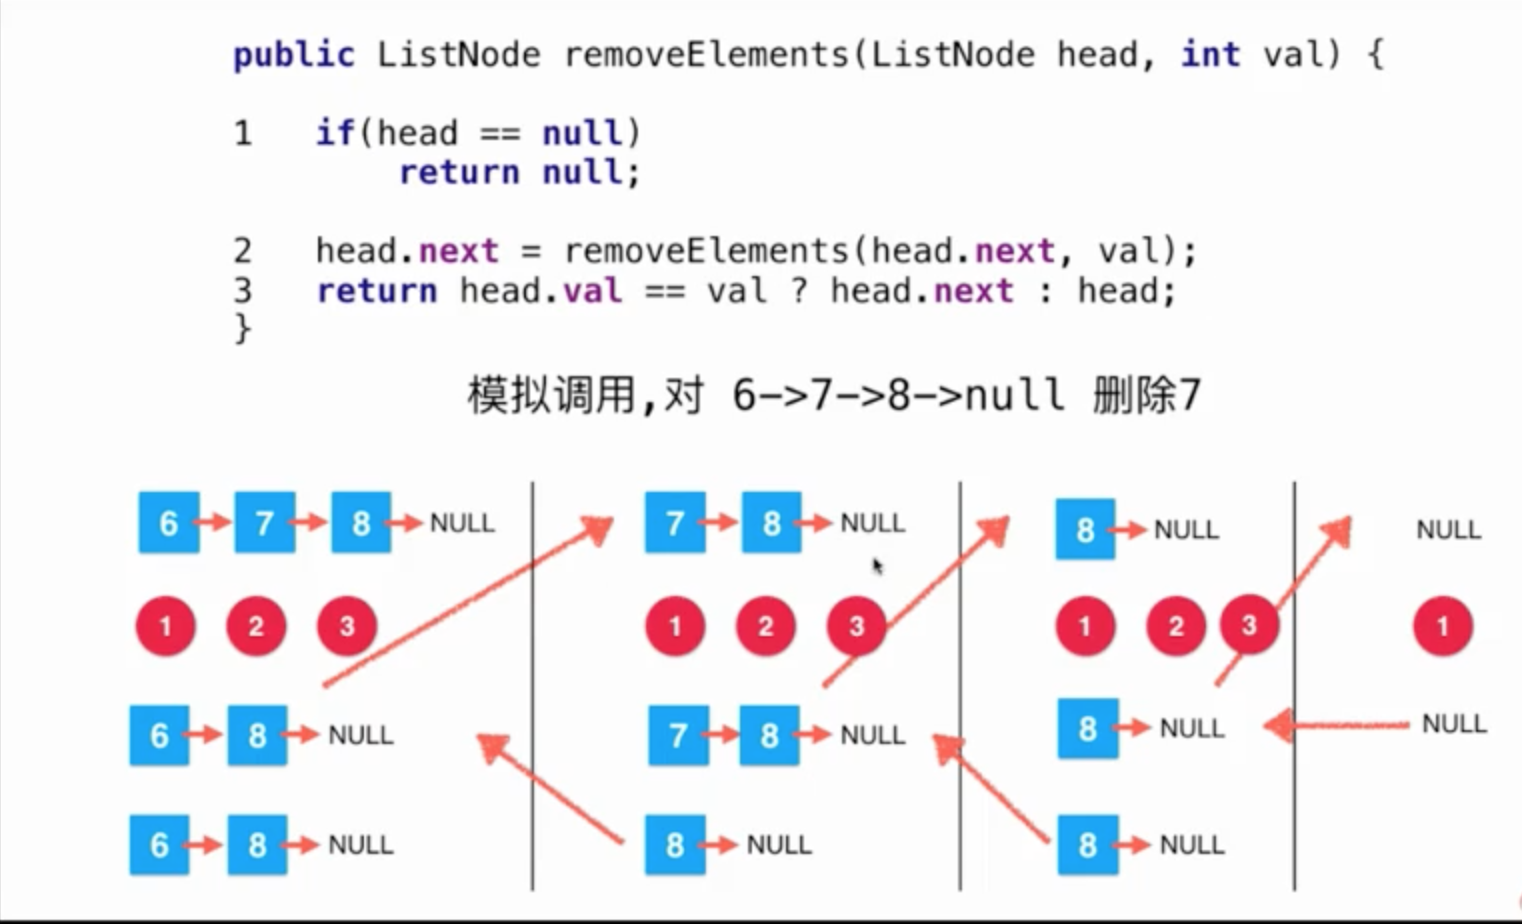 public ListNode removeElements(ListNode head, int val) {
1 if(head == null)
return null;
2 head.next = removeElements(head.next, val);
3 return head.val == val ? head.next : head;
}
模拟调用,对 6->7->8->null 删除7
6 7 8 NULL 7 8 NULL 8 NULL NULL
1 2 3 1 2 3 1 2 3 1
6 8 NULL 7 8 NULL 8 NULL NULL
6 8 NULL 8 NULL 8 NULL